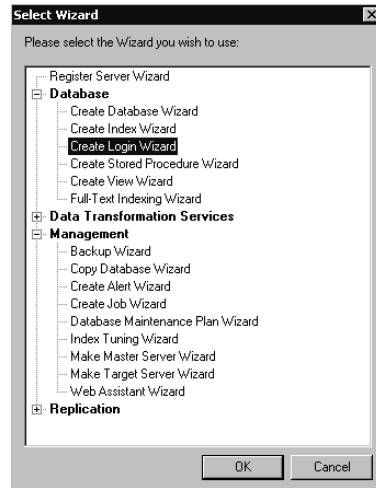 Select Wizard
Please select the Wizard you wish to use:
Register Server Wizard
Database
Create Database Wizard
Create Index Wizard
Create Login Wizard
Create Stored Procedure Wizard
Create View Wizard
Full-Text Indexing Wizard
Data Transformation Services
Management
Backup Wizard
Copy Database Wizard
Create Alert Wizard
Create Job Wizard
Database Maintenance Plan Wizard
Index Tuning Wizard
Make Master Server Wizard
Make Target Server Wizard
Web Assistant Wizard
Replication
OK Cancel